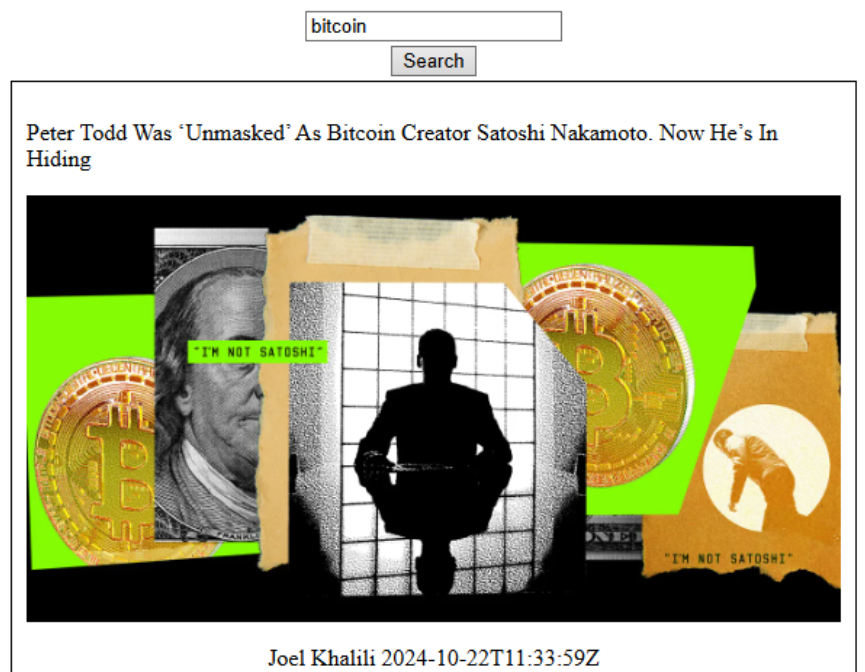 bitcoin
Search
Peter Todd Was ‘Unmasked’ As Bitcoin Creator Satoshi Nakamoto. Now He’s In
Hiding
"I'M NOT SATOSHI"
FRANKLIN
"I'M NOT SATOSHI"
Joel Khalili 2024-10-22T11:33:59Z